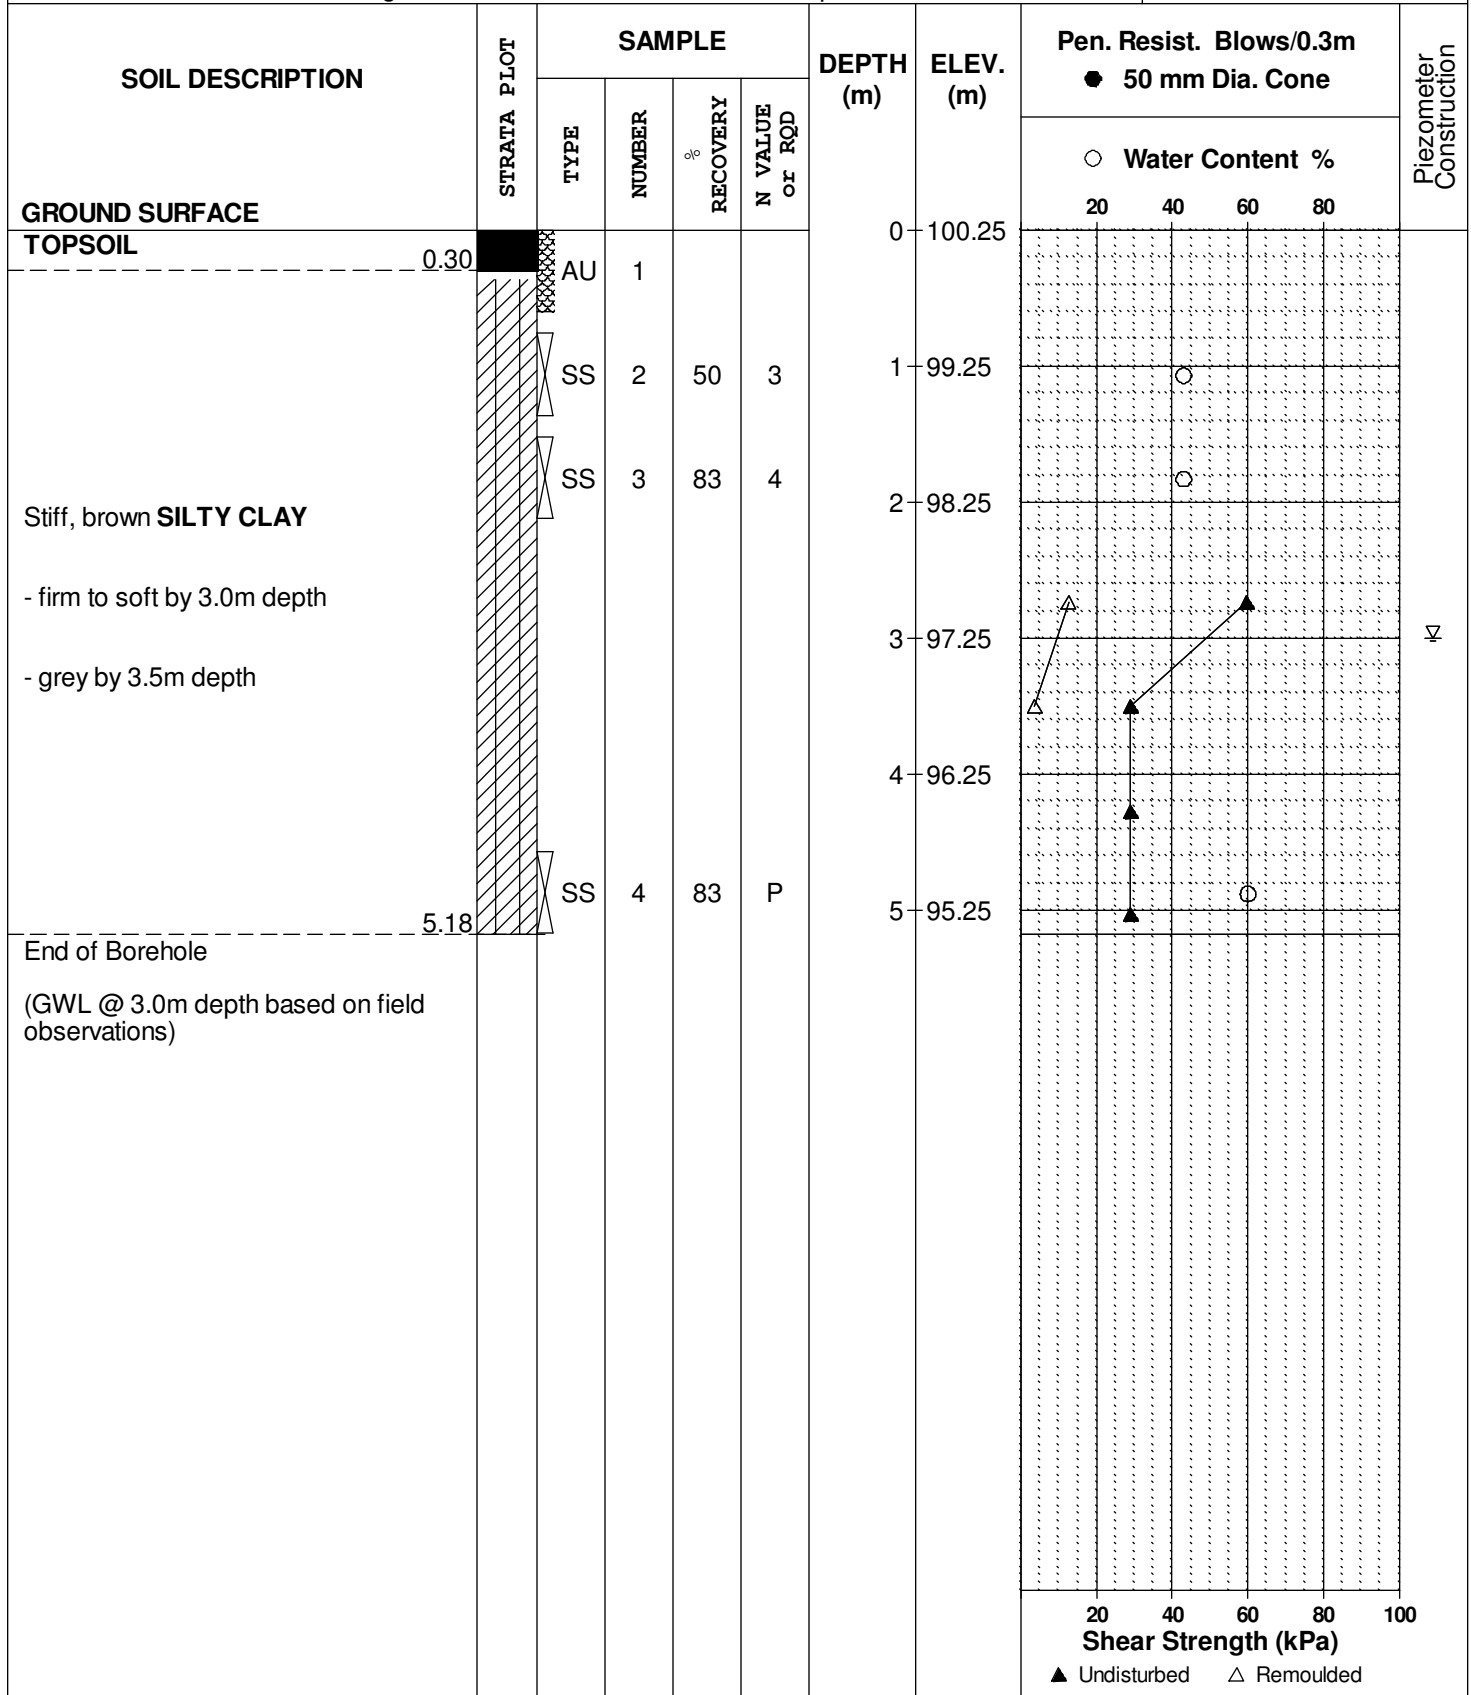 SOIL DESCRIPTION
GROUND SURFACE
STRATA PLOT
SAMPLE
TYPE
NUMBER
%
RECOVERY
N VALUE
or RQD
DEPTH
(m)
ELEV.
(m)
Pen. Resist. Blows/0.3m
● 50 mm Dia. Cone
○ Water Content %
20 40 60 80
Piezometer
Construction
TOPSOIL
0.30
AU 1
0 100.25
SS 2 50 3
1 99.25
SS 3 83 4
2 98.25
Stiff, brown SILTY CLAY
- firm to soft by 3.0m depth
3 97.25
- grey by 3.5m depth
4 96.25
SS 4 83 P
5 95.25
5.18
End of Borehole
(GWL @ 3.0m depth based on field
observations)
20 40 60 80 100
Shear Strength (kPa)
▲ Undisturbed △ Remoulded